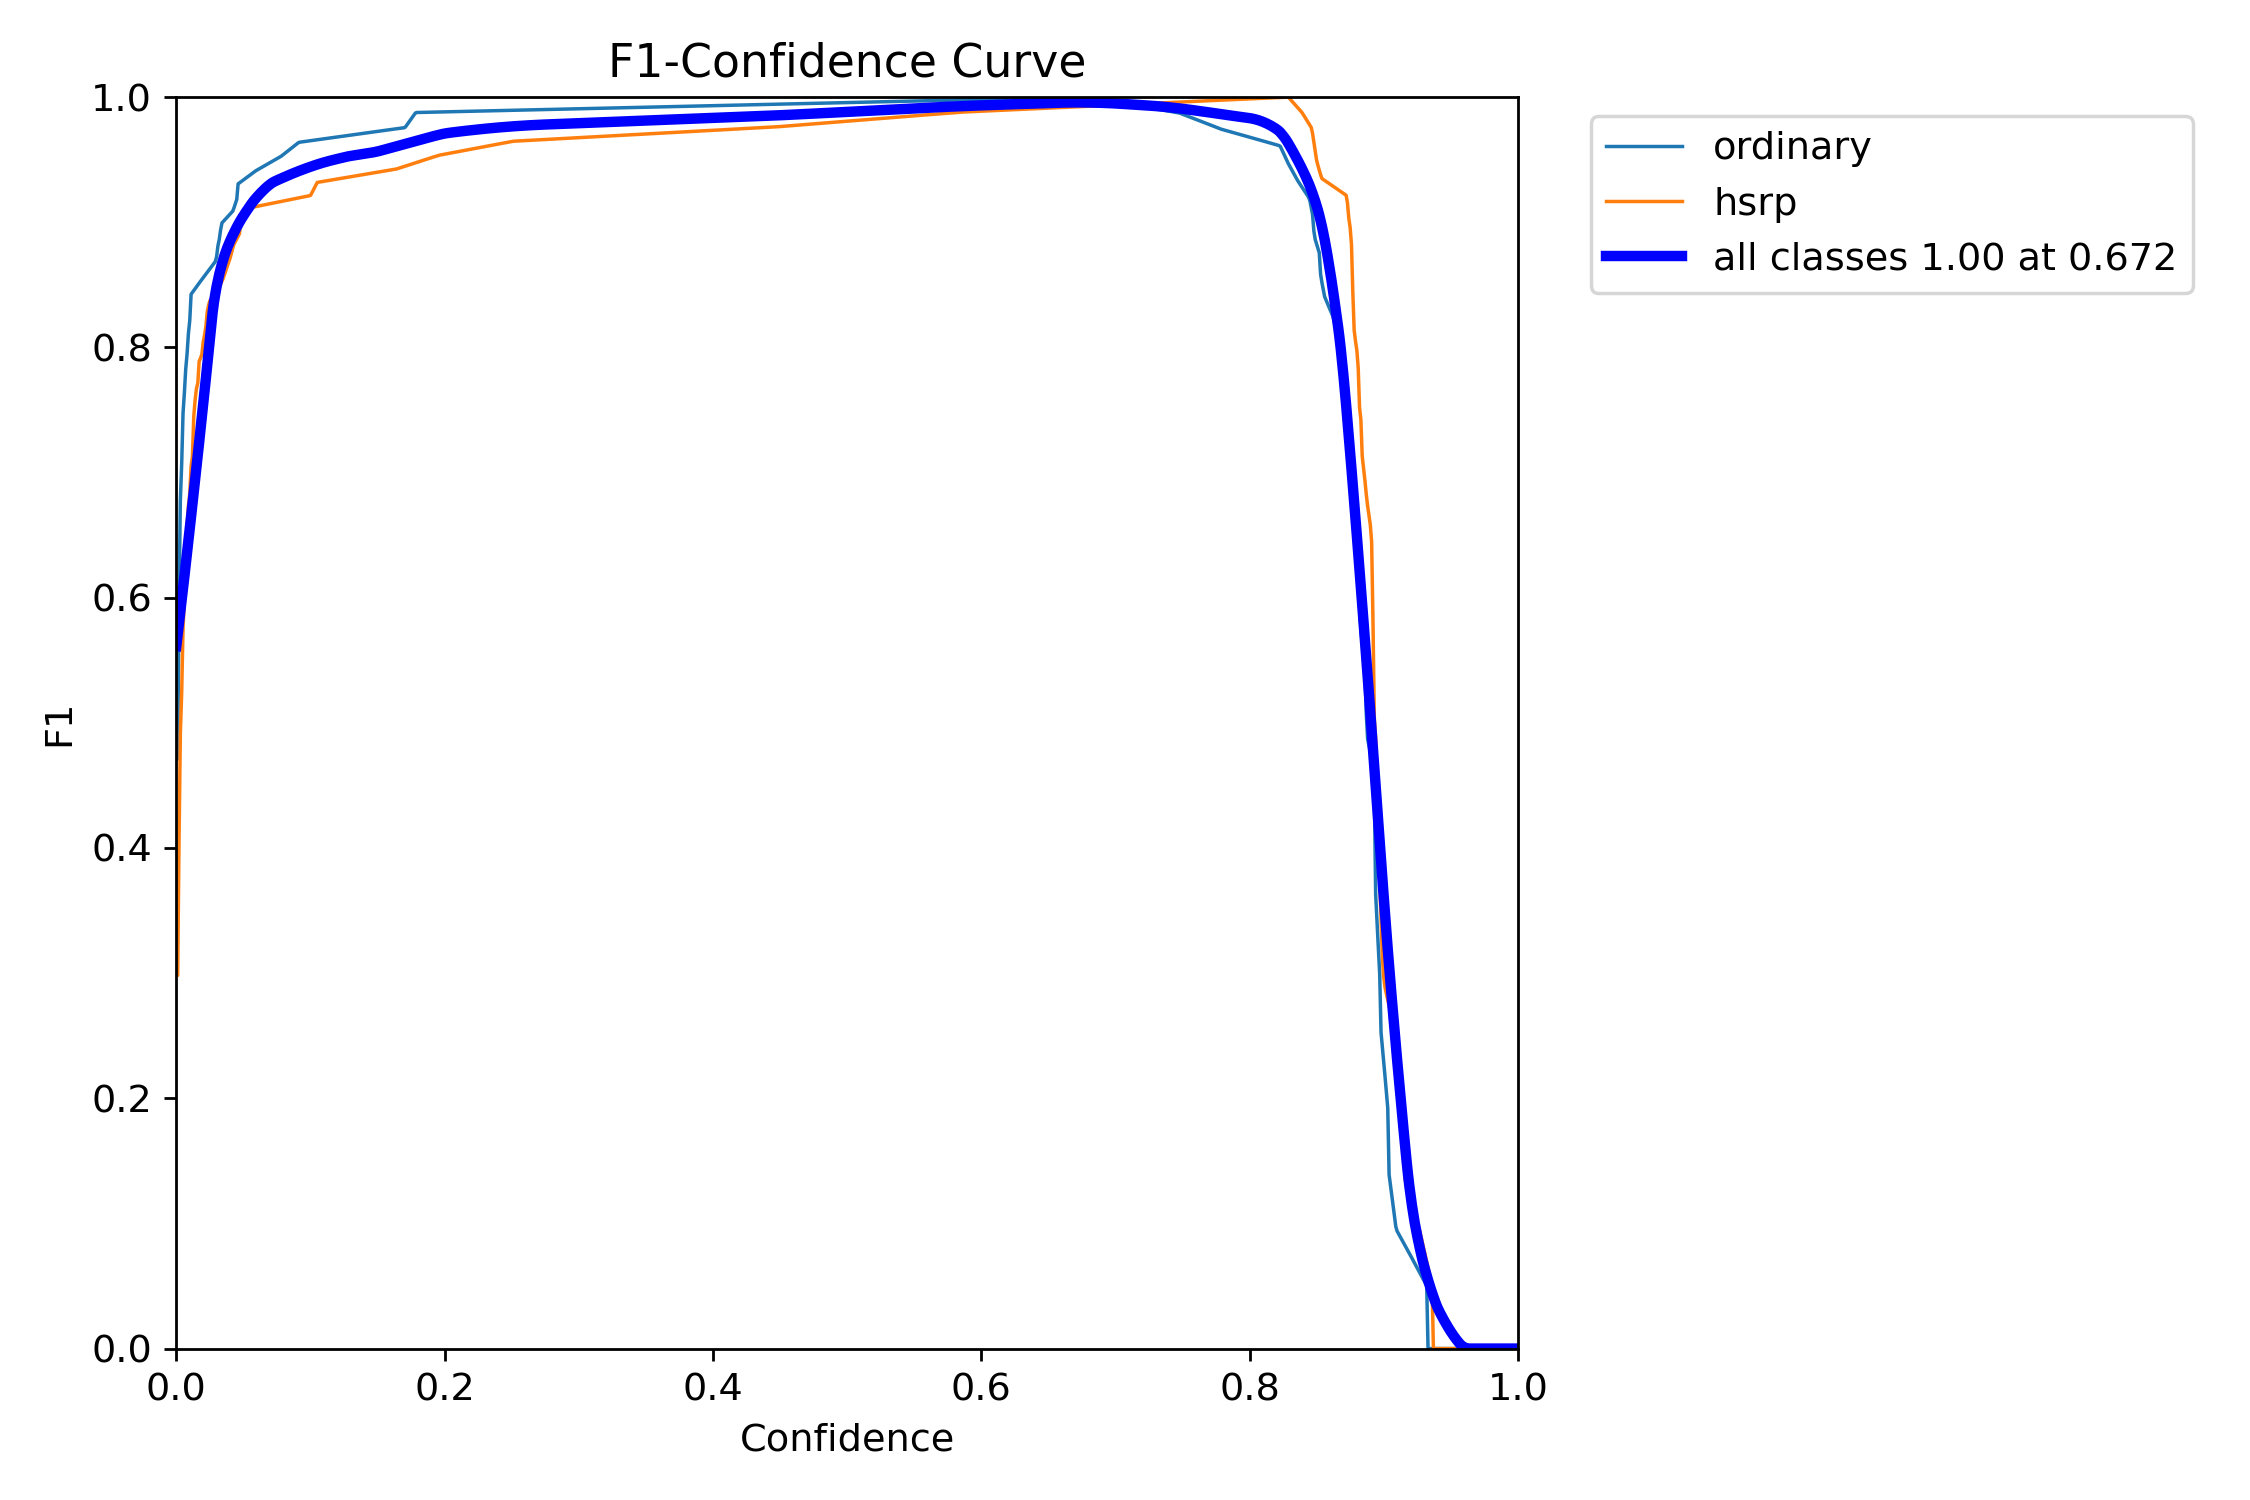 F1-Confidence Curve
ordinary
hsrp
all classes 1.00 at 0.672
1.0
0.8
0.6
0.4
0.2
0.0
F1
0.0 0.2 0.4 0.6 0.8 1.0
Confidence